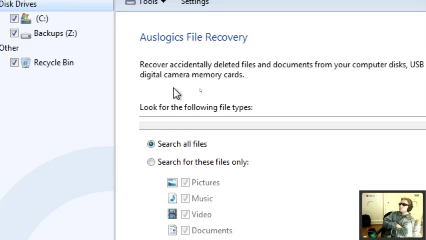 Disk Drives
Tools
Settings
(C:)
Backups (Z:)
Other
Recycle Bin
Auslogics File Recovery
Recover accidentally deleted files and documents from your computer disks, USB
digital camera memory cards.
Look for the following file types:
Search all files
Search for these files only:
Pictures
Music
Video
Documents